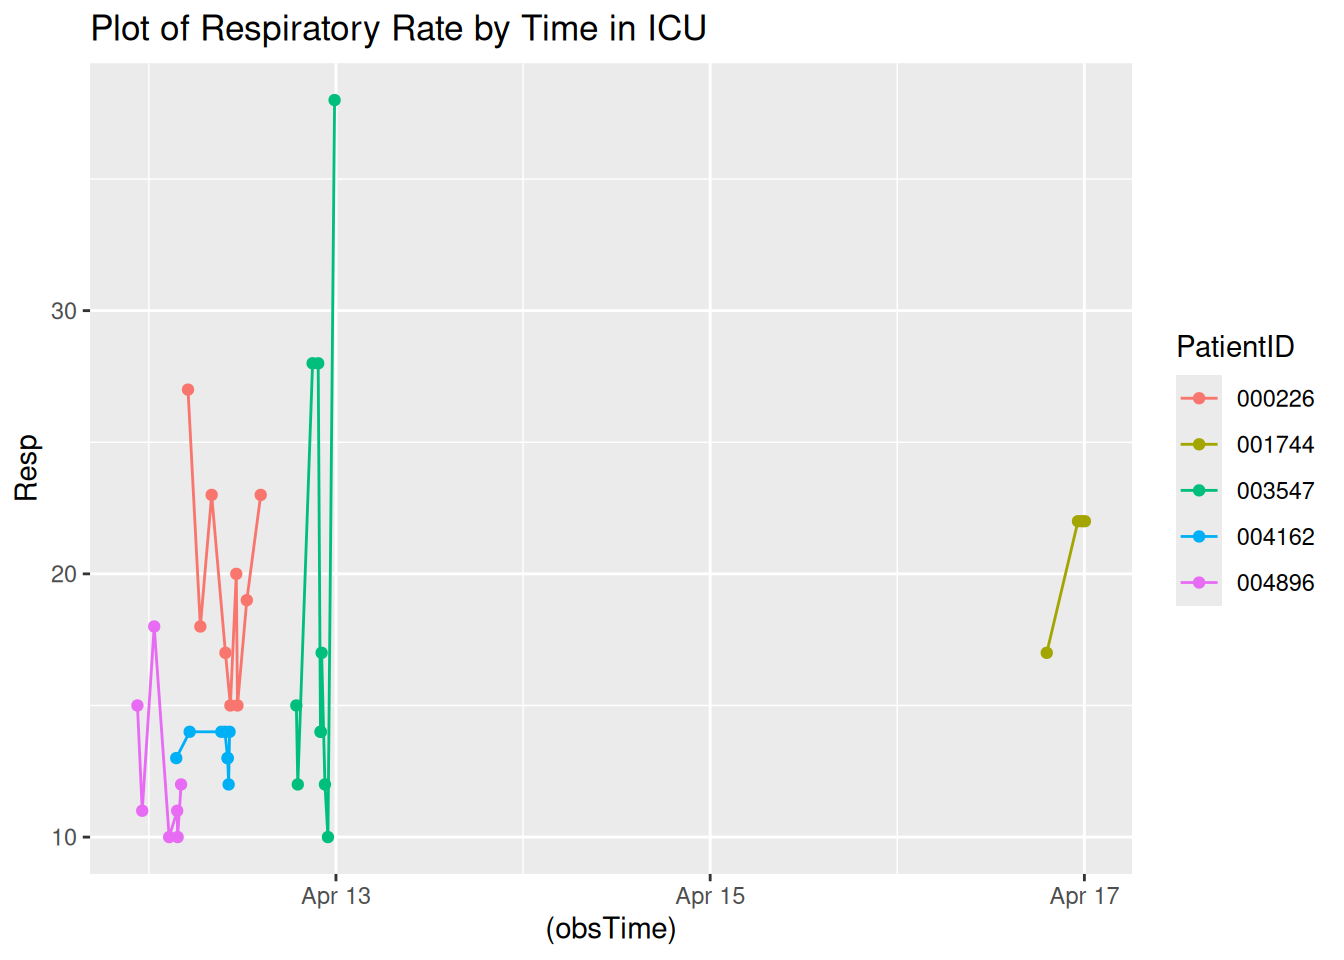 Plot of Respiratory Rate by Time in ICU
Resp
30
20
10
Apr 13
Apr 15
Apr 17
(obsTime)
PatientID
000226
001744
003547
004162
004896